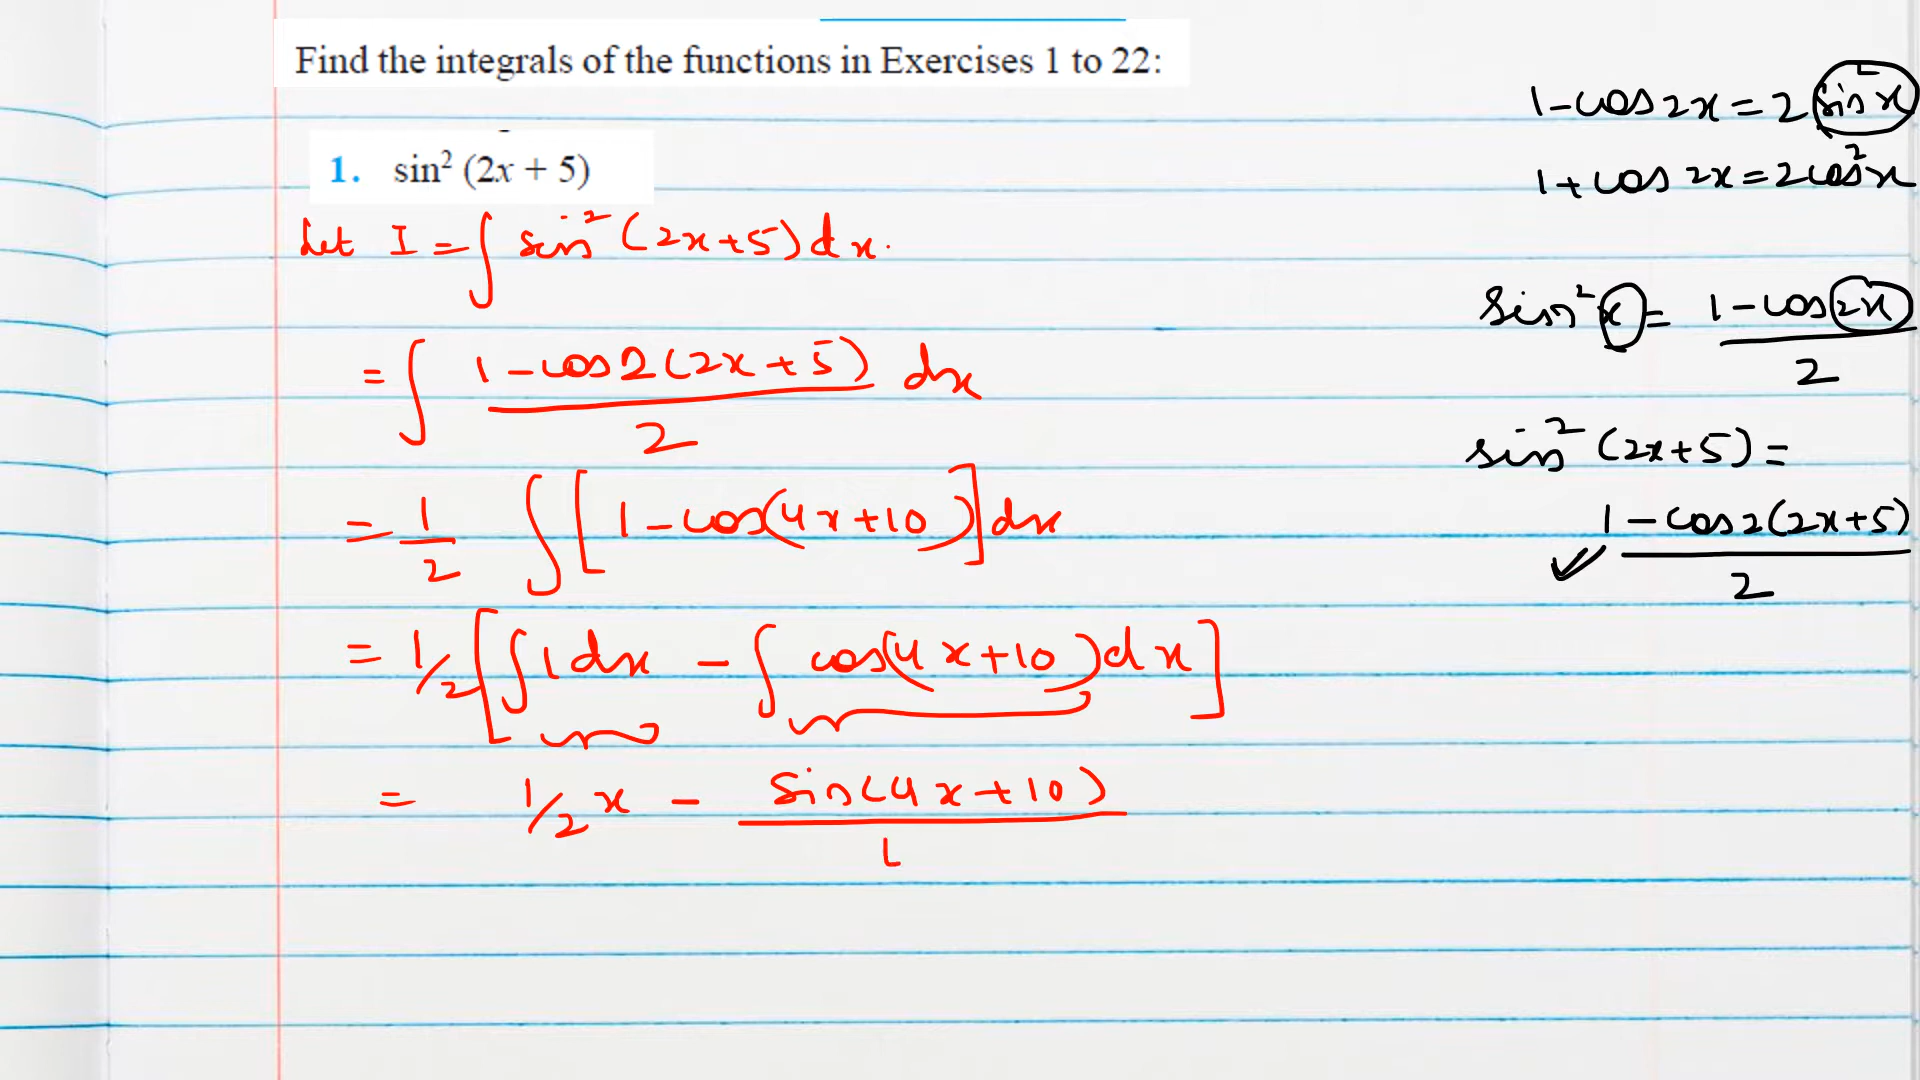 Find the integrals of the functions in Exercises 1 to 22:
1. sin² (2x + 5)
Let I = ∫ sin² (2x+5) dx.
= ∫ 1 - cos 2 (2x + 5) / 2 dx
= 1/2 ∫ [1 - cos(4x+10)] dx
= 1/2 [∫ 1 dx - ∫ cos(4x+10) dx]
= 1/2 x - sin(4x+10) / L
1 - cos 2x = 2 sin² x
1 + cos 2x = 2 cos² x
sin² x = 1 - cos 2x / 2
sin² (2x+5) =
1 - cos 2(2x+5) / 2